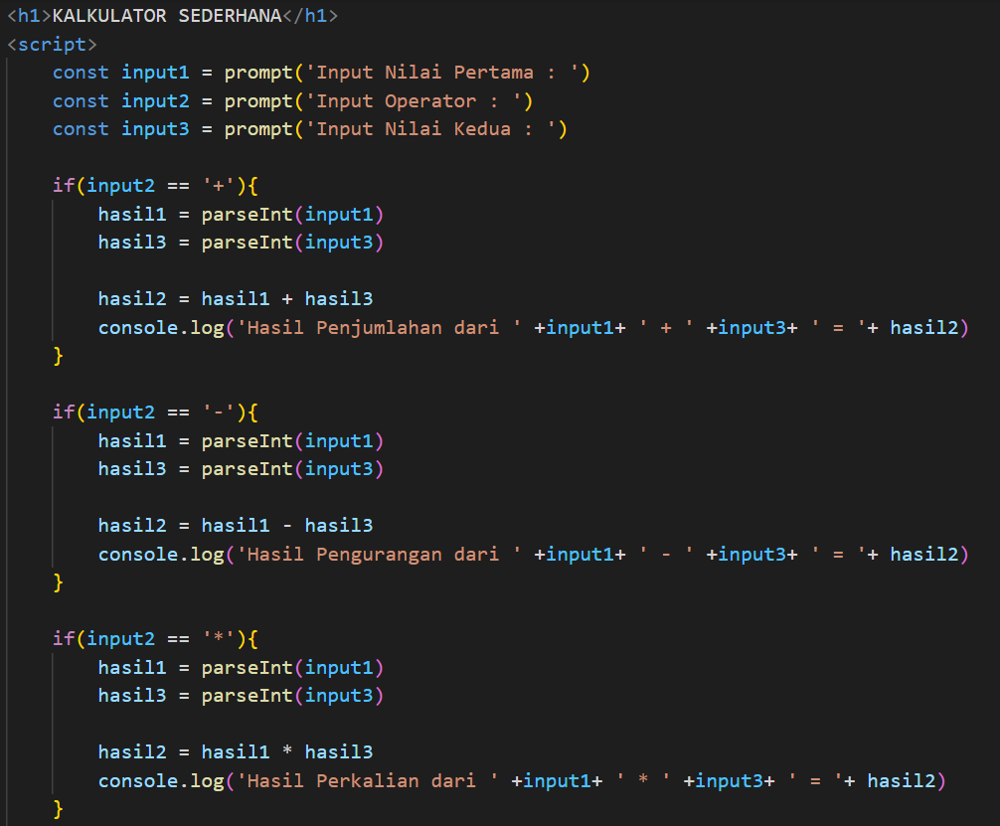 <h1>KALKULATOR SEDERHANA</h1>
<script>
    const input1 = prompt('Input Nilai Pertama : ')
    const input2 = prompt('Input Operator : ')
    const input3 = prompt('Input Nilai Kedua : ')

    if(input2 == '+'){
        hasil1 = parseInt(input1)
        hasil3 = parseInt(input3)

        hasil2 = hasil1 + hasil3
        console.log('Hasil Penjumlahan dari ' +input1+ ' + ' +input3+ ' = '+ hasil2)
    }

    if(input2 == '-'){
        hasil1 = parseInt(input1)
        hasil3 = parseInt(input3)

        hasil2 = hasil1 - hasil3
        console.log('Hasil Pengurangan dari ' +input1+ ' - ' +input3+ ' = '+ hasil2)
    }

    if(input2 == '*'){
        hasil1 = parseInt(input1)
        hasil3 = parseInt(input3)

        hasil2 = hasil1 * hasil3
        console.log('Hasil Perkalian dari ' +input1+ ' * ' +input3+ ' = '+ hasil2)
    }